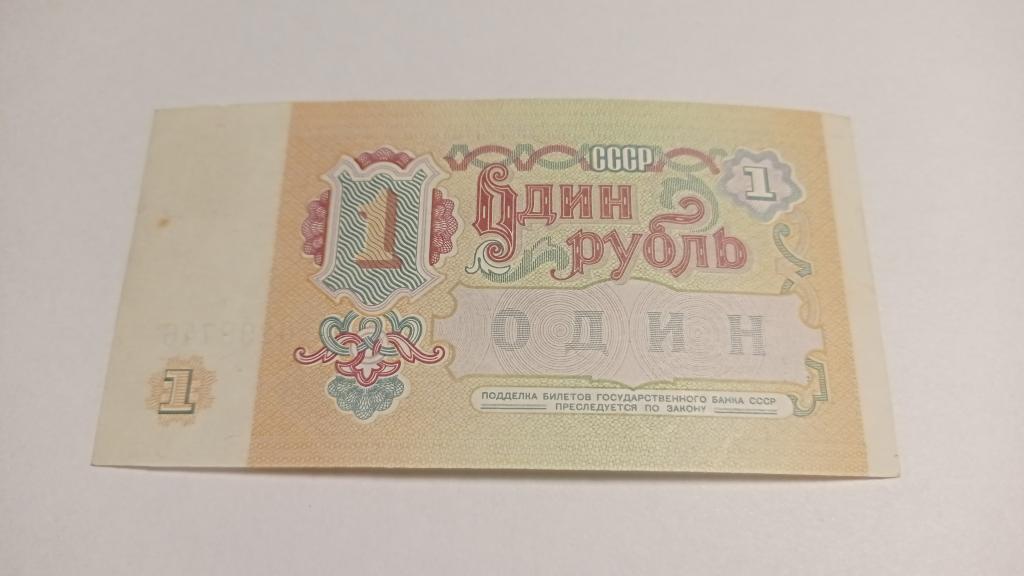 СССР
1
1
Один
рубль
ОДИН
ПОДДЕЛКА БИЛЕТОВ ГОСУДАРСТВЕННОГО БАНКА СССР
ПРЕСЛЕДУЕТСЯ ПО ЗАКОНУ
1